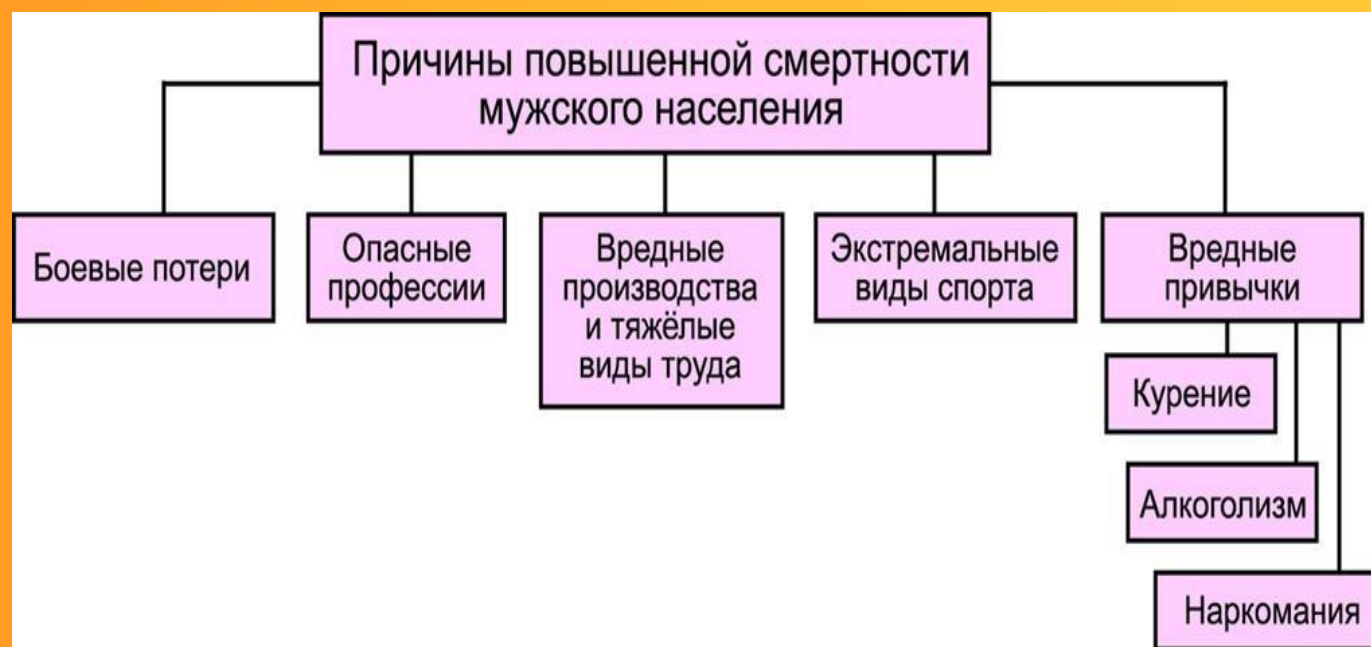 Причины повышенной смертности
мужского населения
Боевые потери
Опасные
профессии
Вредные
производства
и тяжёлые
виды труда
Экстремальные
виды спорта
Вредные
привычки
Курение
Алкоголизм
Наркомания